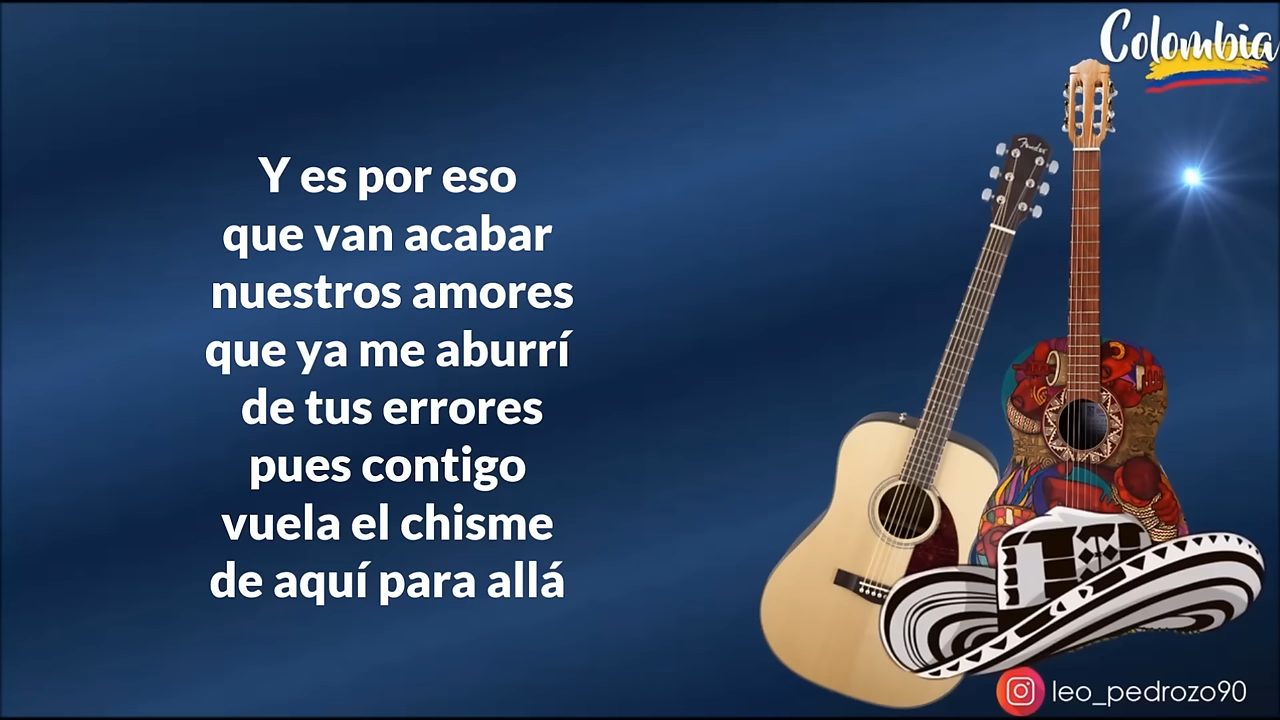 Colombia
Y es por eso
que van acabar
nuestros amores
que ya me aburrí
de tus errores
pues contigo
vuela el chisme
de aquí para allá
Fender
leo_pedrozo90